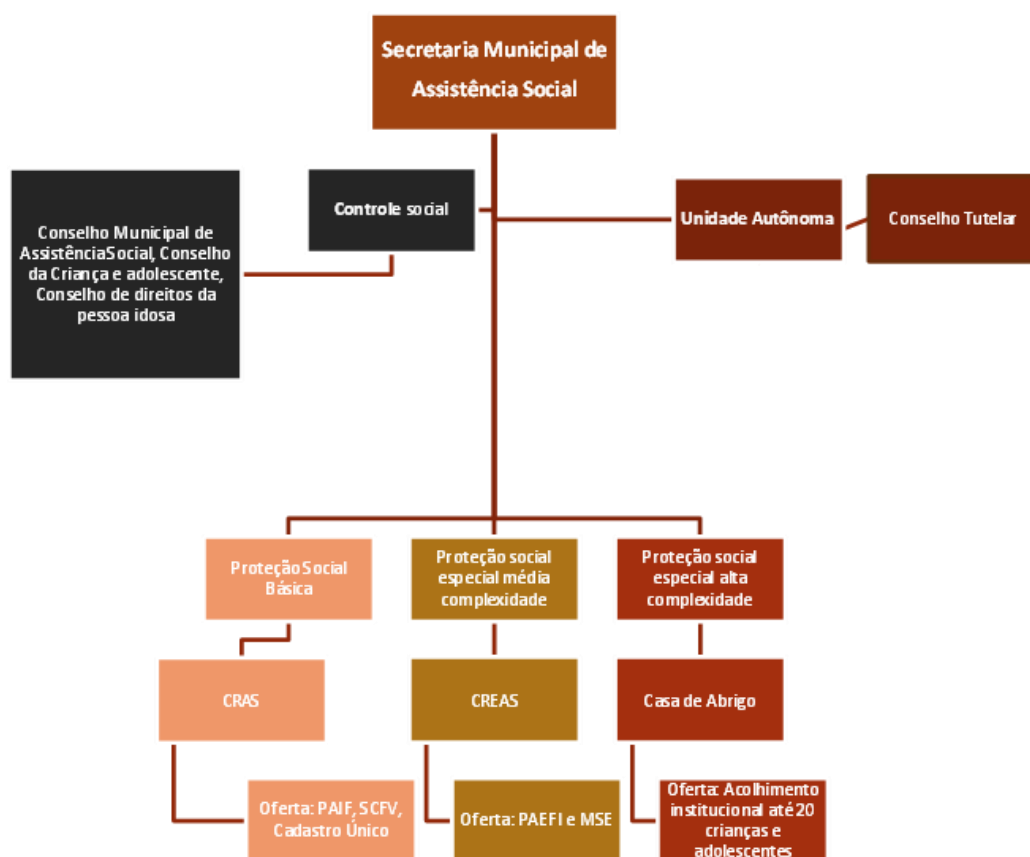 Secretaria Municipal de
Assistência Social
Controle social
Unidade Autônoma
Conselho Tutelar
Conselho Municipal de
AssistênciaSocial, Conselho
da Criança e adolescente,
Conselho de direitos da
pessoa idosa
Proteção Social
Básica
Proteção social
especial média
complexidade
Proteção social
especial alta
complexidade
CRAS
CREAS
Casa de Abrigo
Oferta: PAIF, SCFV,
Cadastro Único
Oferta: PAEFI e MSE
Oferta: Acolhimento
institucional até 20
crianças e
adolescentes